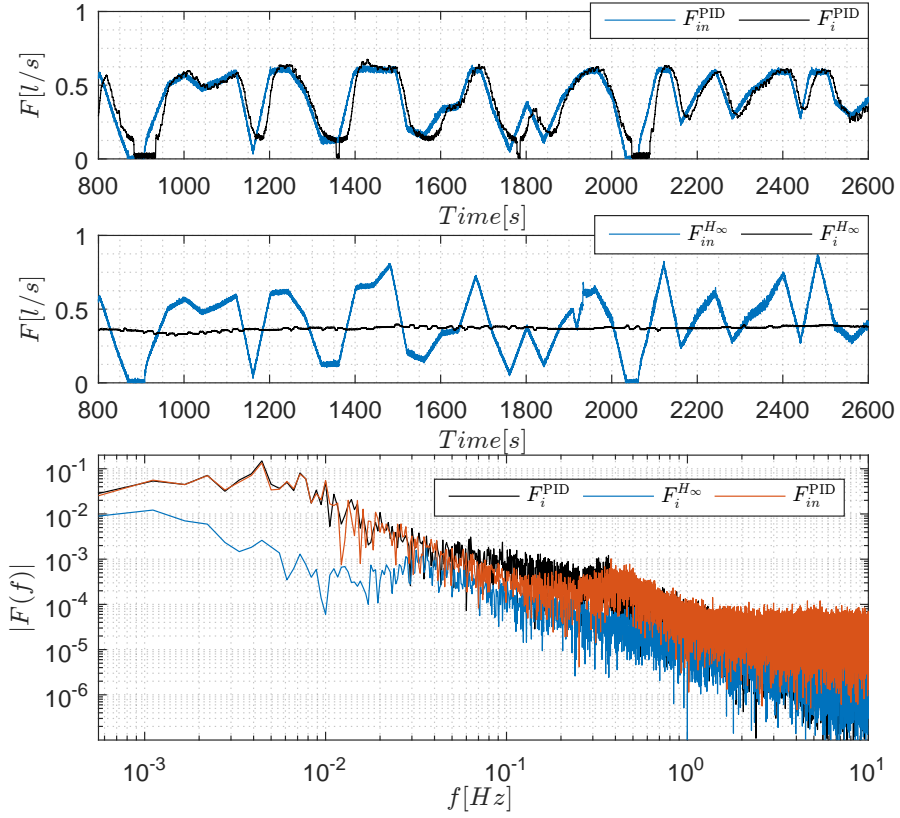 F_{in}^{PID} F_i^{PID}
1
0.5
0
F[l/s]
800 1000 1200 1400 1600 1800 2000 2200 2400 2600
Time[s]
F_{in}^{H∞} F_i^{H∞}
1
0.5
0
F[l/s]
800 1000 1200 1400 1600 1800 2000 2200 2400 2600
Time[s]
F_i^{PID} F_i^{H∞} F_{in}^{PID}
10^{-1}
10^{-2}
10^{-3}
10^{-4}
10^{-5}
10^{-6}
|F(f)|
10^{-3} 10^{-2} 10^{-1} 10^{0} 10^{1}
f[Hz]